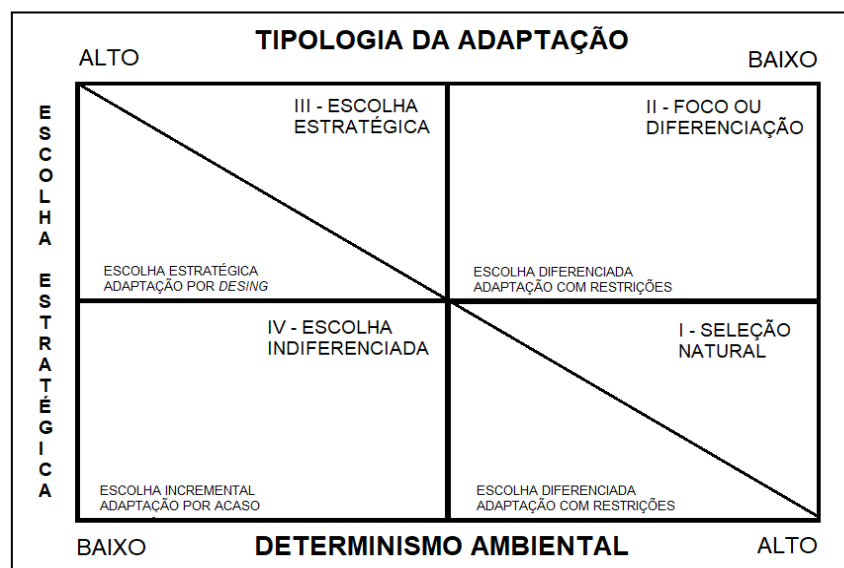 TIPOLOGIA DA ADAPTAÇÃO
ALTO
BAIXO
ESCOLHA ESTRATÉGICA
III - ESCOLHA
ESTRATÉGICA
ESCOLHA ESTRATÉGICA
ADAPTAÇÃO POR DESING
II - FOCO OU
DIFERENCIAÇÃO
ESCOLHA DIFERENCIADA
ADAPTAÇÃO COM RESTRIÇÕES
IV - ESCOLHA
INDIFERENCIADA
ESCOLHA INCREMENTAL
ADAPTAÇÃO POR ACASO
I - SELEÇÃO
NATURAL
ESCOLHA DIFERENCIADA
ADAPTAÇÃO COM RESTRIÇÕES
BAIXO
DETERMINISMO AMBIENTAL
ALTO